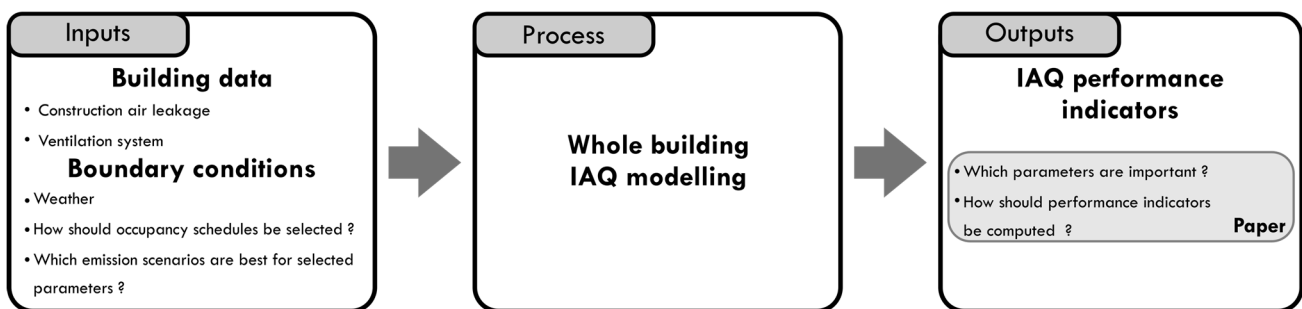 Inputs
Building data
• Construction air leakage
• Ventilation system
Boundary conditions
• Weather
• How should occupancy schedules be selected ?
• Which emission scenarios are best for selected
parameters ?
Process
Whole building
IAQ modelling
Outputs
IAQ performance
indicators
• Which parameters are important ?
• How should performance indicators
be computed ?
Paper